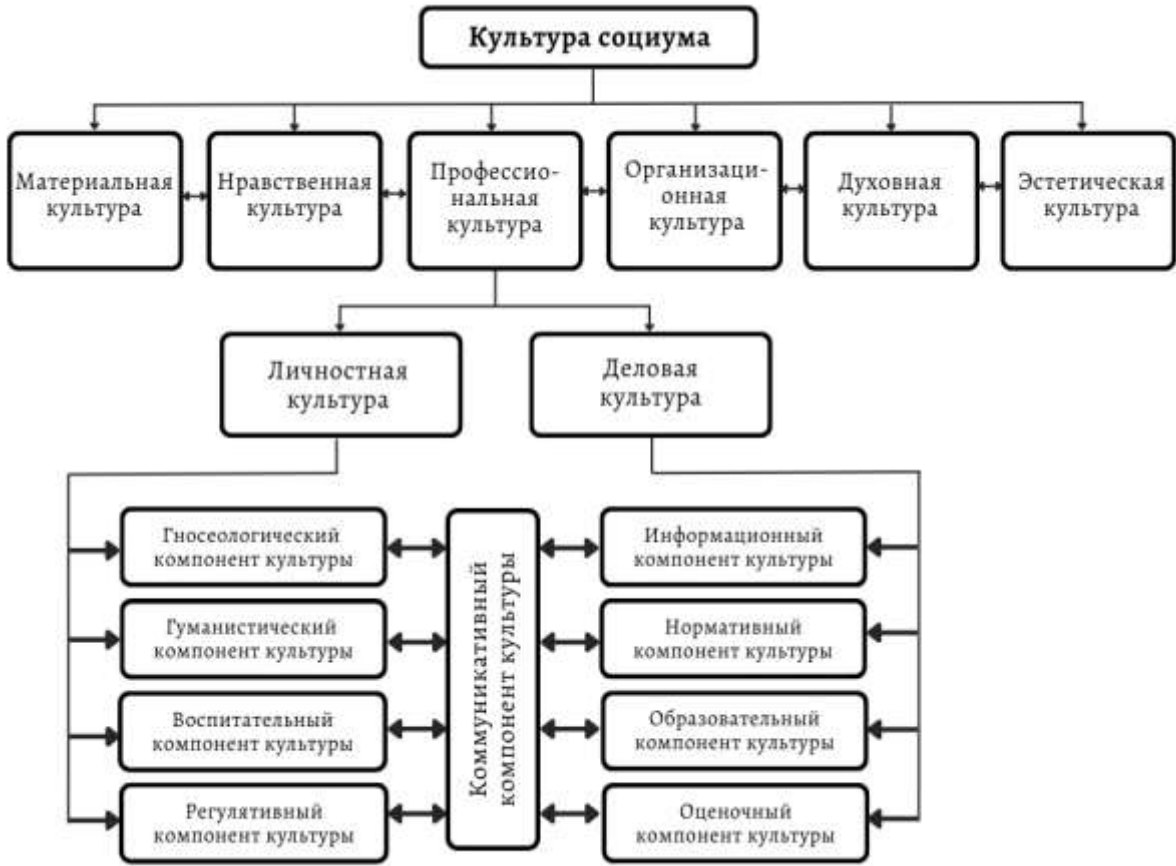 Культура социума
Материальная
культура
Нравственная
культура
Профессио-
нальная
культура
Организаци-
онная
культура
Духовная
культура
Эстетическая
культура
Личностная
культура
Деловая
культура
Гносеологический
компонент культуры
Гуманистический
компонент культуры
Воспитательный
компонент культуры
Регулятивный
компонент культуры
Коммуникативный
компонент культуры
Информационный
компонент культуры
Нормативный
компонент культуры
Образовательный
компонент культуры
Оценочный
компонент культуры